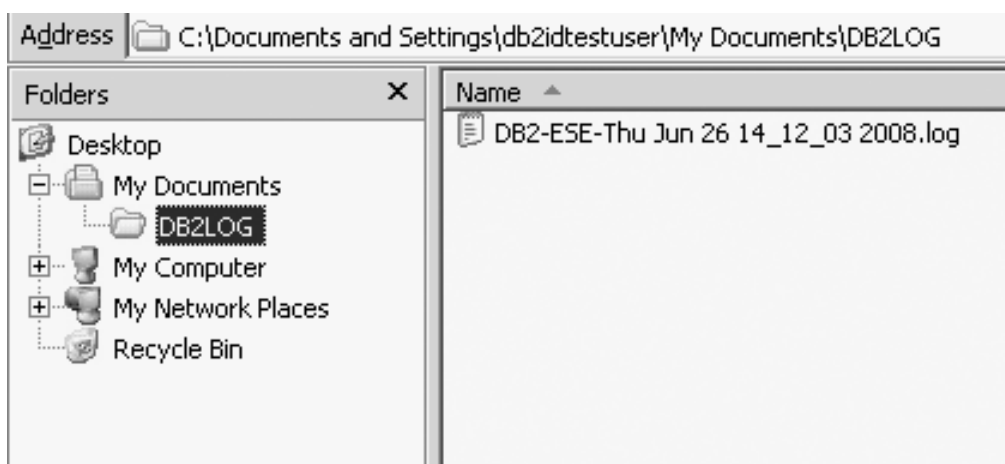 Address C:\Documents and Settings\db2idtestuser\My Documents\DB2LOG
Folders
Desktop
My Documents
DB2LOG
My Computer
My Network Places
Recycle Bin
Name
DB2-ESE-Thu Jun 26 14_12_03 2008.log